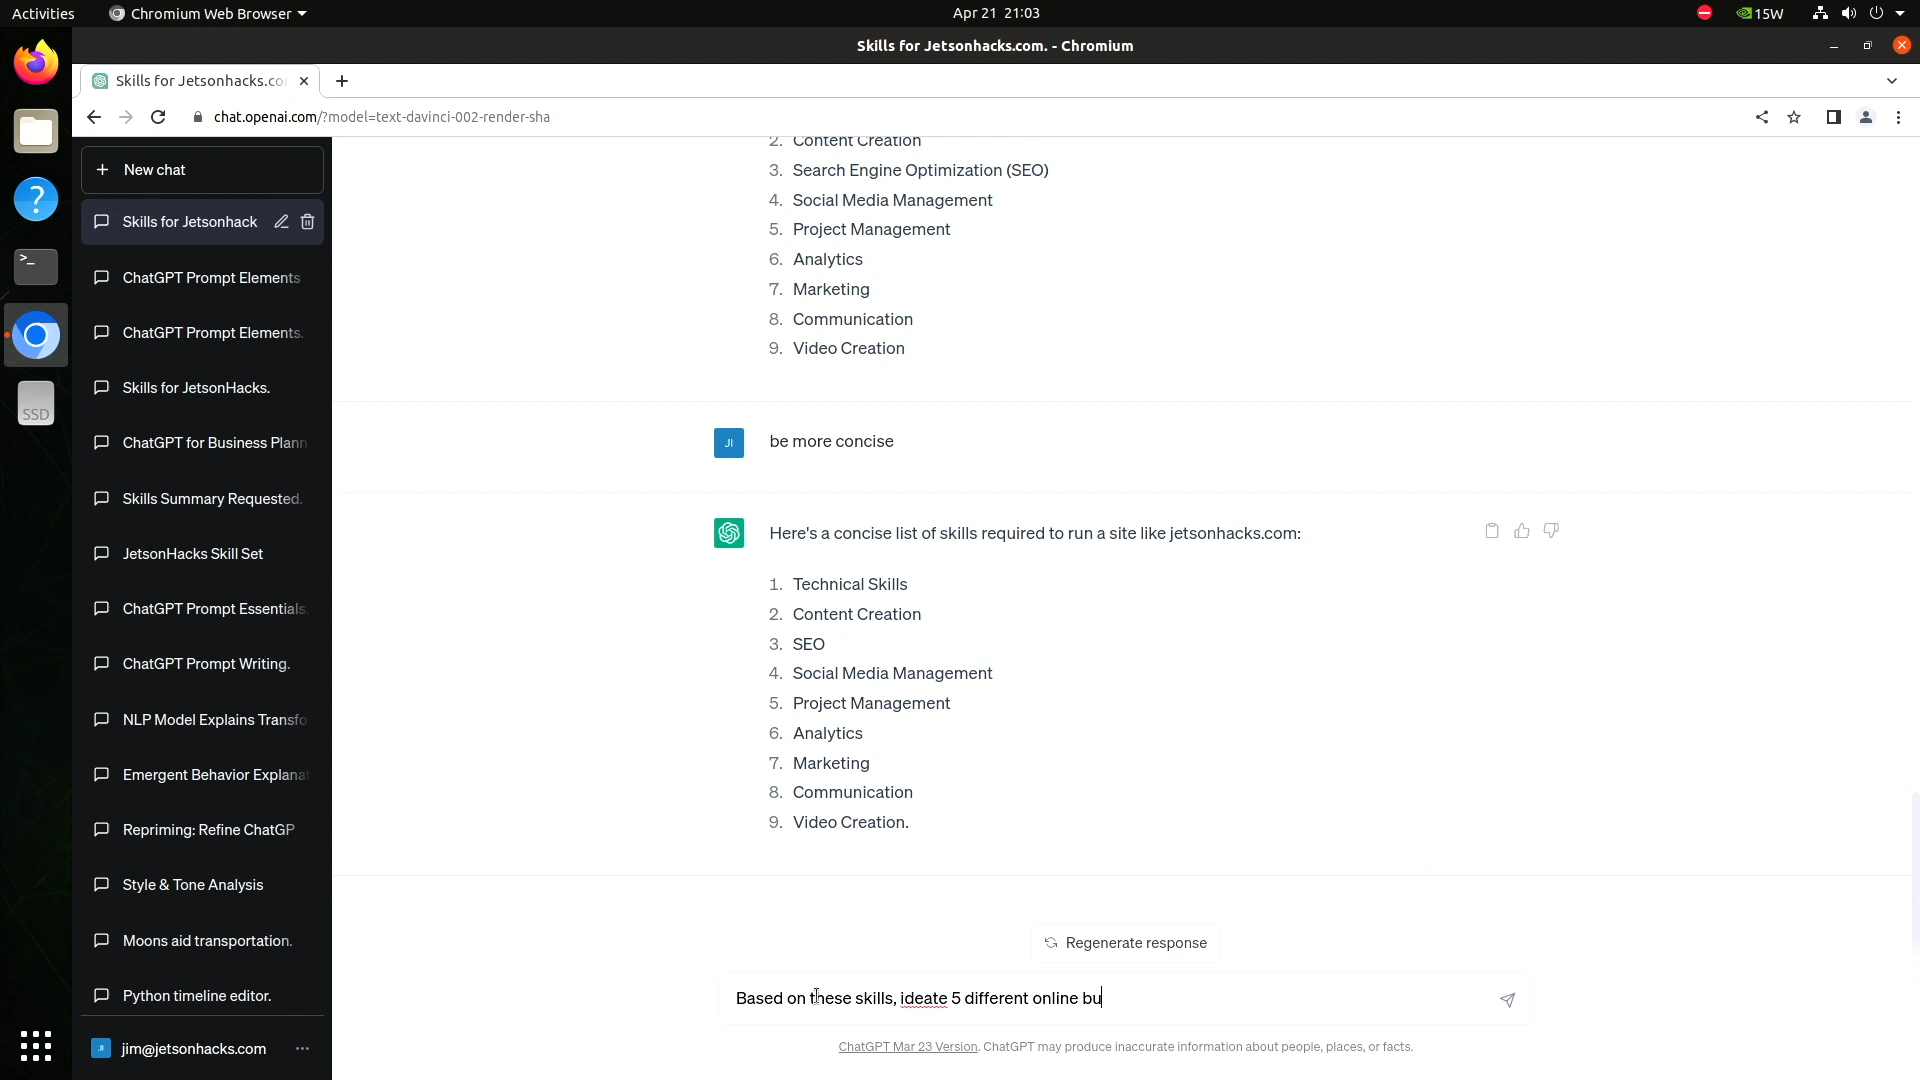 Activities
Chromium Web Browser
Apr 21 21:03
15W
Skills for Jetsonhacks.com. - Chromium
Skills for Jetsonhacks.co
chat.openai.com/?model=text-davinci-002-render-sha
New chat
Skills for Jetsonhack
ChatGPT Prompt Elements
ChatGPT Prompt Elements.
Skills for JetsonHacks.
ChatGPT for Business Plann
Skills Summary Requested.
JetsonHacks Skill Set
ChatGPT Prompt Essentials.
ChatGPT Prompt Writing.
NLP Model Explains Transfo
Emergent Behavior Explanat
Repriming: Refine ChatGP
Style & Tone Analysis
Moons aid transportation.
Python timeline editor.
JI
jim@jetsonhacks.com
>_
?
SSD
2. Content Creation
3. Search Engine Optimization (SEO)
4. Social Media Management
5. Project Management
6. Analytics
7. Marketing
8. Communication
9. Video Creation
JI
be more concise
Here's a concise list of skills required to run a site like jetsonhacks.com:
1. Technical Skills
2. Content Creation
3. SEO
4. Social Media Management
5. Project Management
6. Analytics
7. Marketing
8. Communication
9. Video Creation.
Regenerate response
Based on these skills, ideate 5 different online bu
ChatGPT Mar 23 Version. ChatGPT may produce inaccurate information about people, places, or facts.